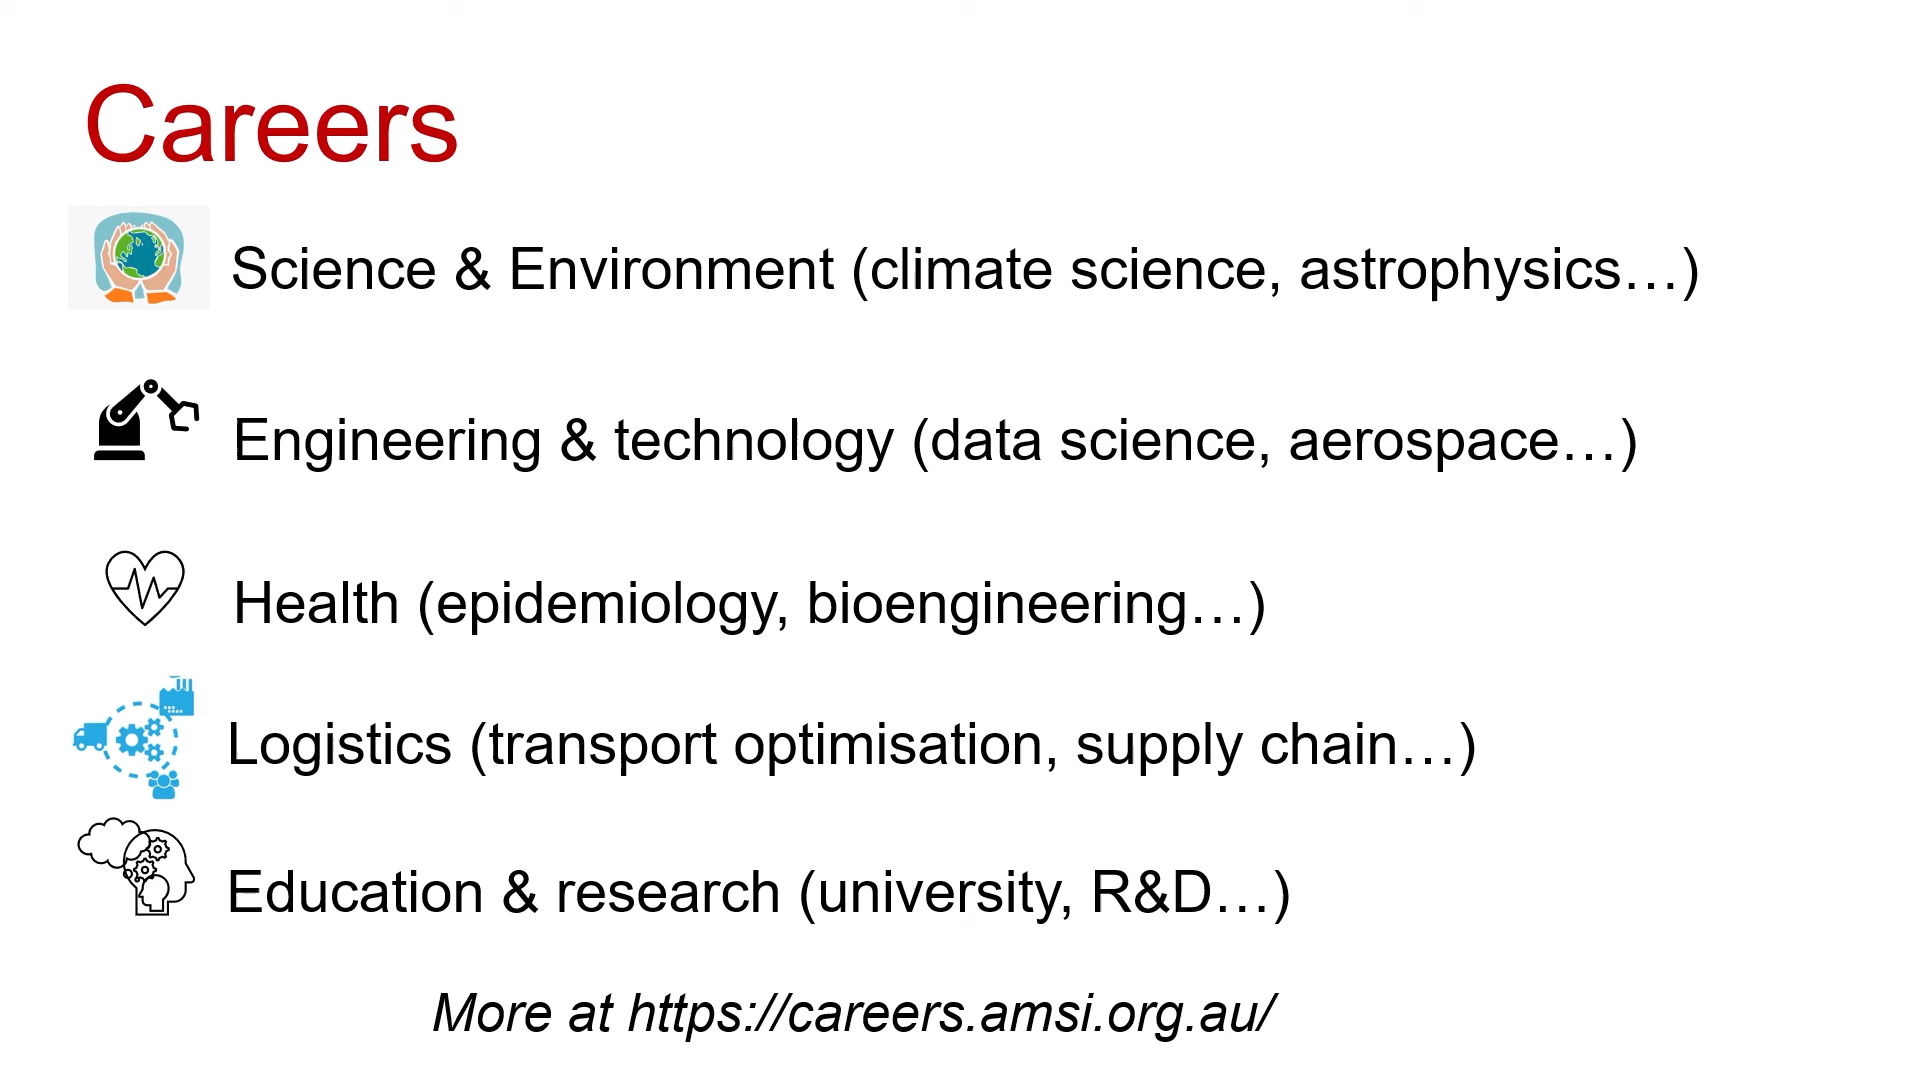 Careers
Science & Environment (climate science, astrophysics…)
Engineering & technology (data science, aerospace…)
Health (epidemiology, bioengineering…)
Logistics (transport optimisation, supply chain…)
Education & research (university, R&D…)
More at https://careers.amsi.org.au/